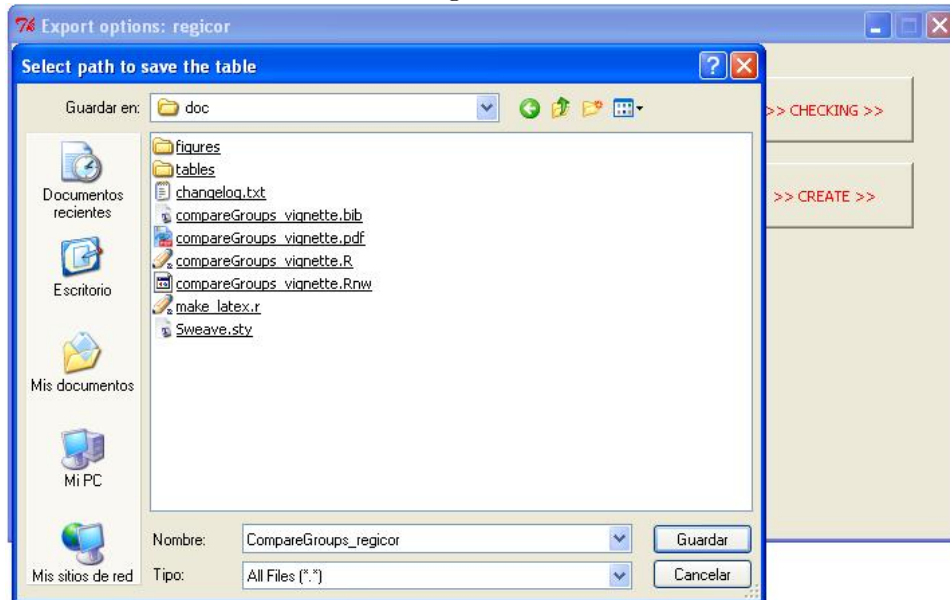 Export options: regicor
Select path to save the table
Guardar en:
doc
>> CHECKING >>
>> CREATE >>
Documentos
recientes
Escritorio
Mis documentos
Mi PC
Mis sitios de red
figures
tables
changelog.txt
compareGroups_vignette.bib
compareGroups_vignette.pdf
compareGroups_vignette.R
compareGroups_vignette.Rnw
make_latex.r
Sweave.sty
Nombre:
CompareGroups_regicor
Guardar
Tipo:
All Files (*.*)
Cancelar